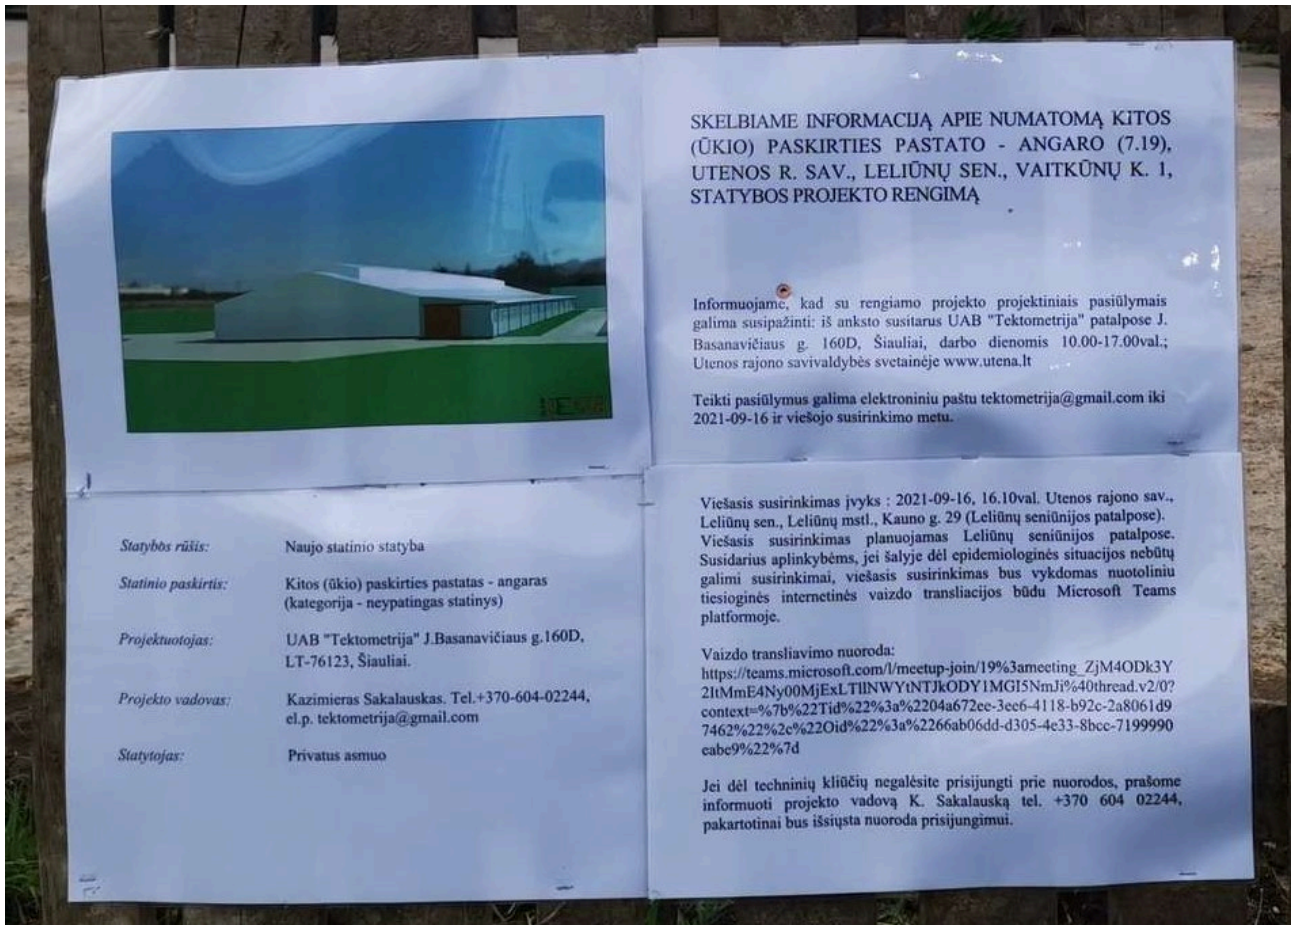 SKELBIAME INFORMACIJĄ APIE NUMATOMĄ KITOS
(ŪKIO) PASKIRTIES PASTATO - ANGARO (7.19),
UTENOS R. SAV., LELIŪNŲ SEN., VAITKŪNŲ K. 1,
STATYBOS PROJEKTO RENGIMĄ
Informuojame, kad su rengiamo projekto projektiniais pasiūlymais
galima susipažinti: iš anksto susitarus UAB "Tektometrija" patalpose J.
Basanavičiaus g. 160D, Šiauliai, darbo dienomis 10.00-17.00val.;
Utenos rajono savivaldybės svetainėje www.utena.lt
Teikti pasiūlymus galima elektroniniu paštu tektometrija@gmail.com iki
2021-09-16 ir viešojo susirinkimo metu.
Statybos rūšis: Naujo statinio statyba
Statinio paskirtis: Kitos (ūkio) paskirties pastatas - angaras
(kategorija - neypatingas statinys)
Projektuotojas: UAB "Tektometrija" J.Basanavičiaus g.160D,
LT-76123, Šiauliai.
Projekto vadovas: Kazimieras Sakalauskas. Tel.+370-604-02244,
el.p. tektometrija@gmail.com
Statytojas: Privatus asmuo
Viešasis susirinkimas įvyks : 2021-09-16, 16.10val. Utenos rajono sav.,
Leliūnų sen., Leliūnų mstl., Kauno g. 29 (Leliūnų seniūnijos patalpose).
Viešasis susirinkimas planuojamas Leliūnų seniūnijos patalpose.
Susidarius aplinkybėms, jei šalyje dėl epidemiologinės situacijos nebūtų
galimi susirinkimai, viešasis susirinkimas bus vykdomas nuotoliniu
tiesioginės internetinės vaizdo transliacijos būdu Microsoft Teams
platformoje.
Vaizdo transliavimo nuoroda:
https://teams.microsoft.com/l/meetup-join/19%3ameeting_ZjM4ODk3Y
2ItMmE4Ny00MjExLTllNWYtNTJkODY1MGI5NmJi%40thread.v2/0?
context=%7b%22Tid%22%3a%2204a672ee-3ee6-4118-b92c-2a8061d9
7462%22%2c%22Oid%22%3a%2266ab06dd-d305-4e33-8bcc-7199990
eabe9%22%7d
Jei dėl techninių kliūčių negalėsite prisijungti prie nuorodos, prašome
informuoti projekto vadovą K. Sakalauską tel. +370 604 02244,
pakartotinai bus išsiųsta nuoroda prisijungimui.